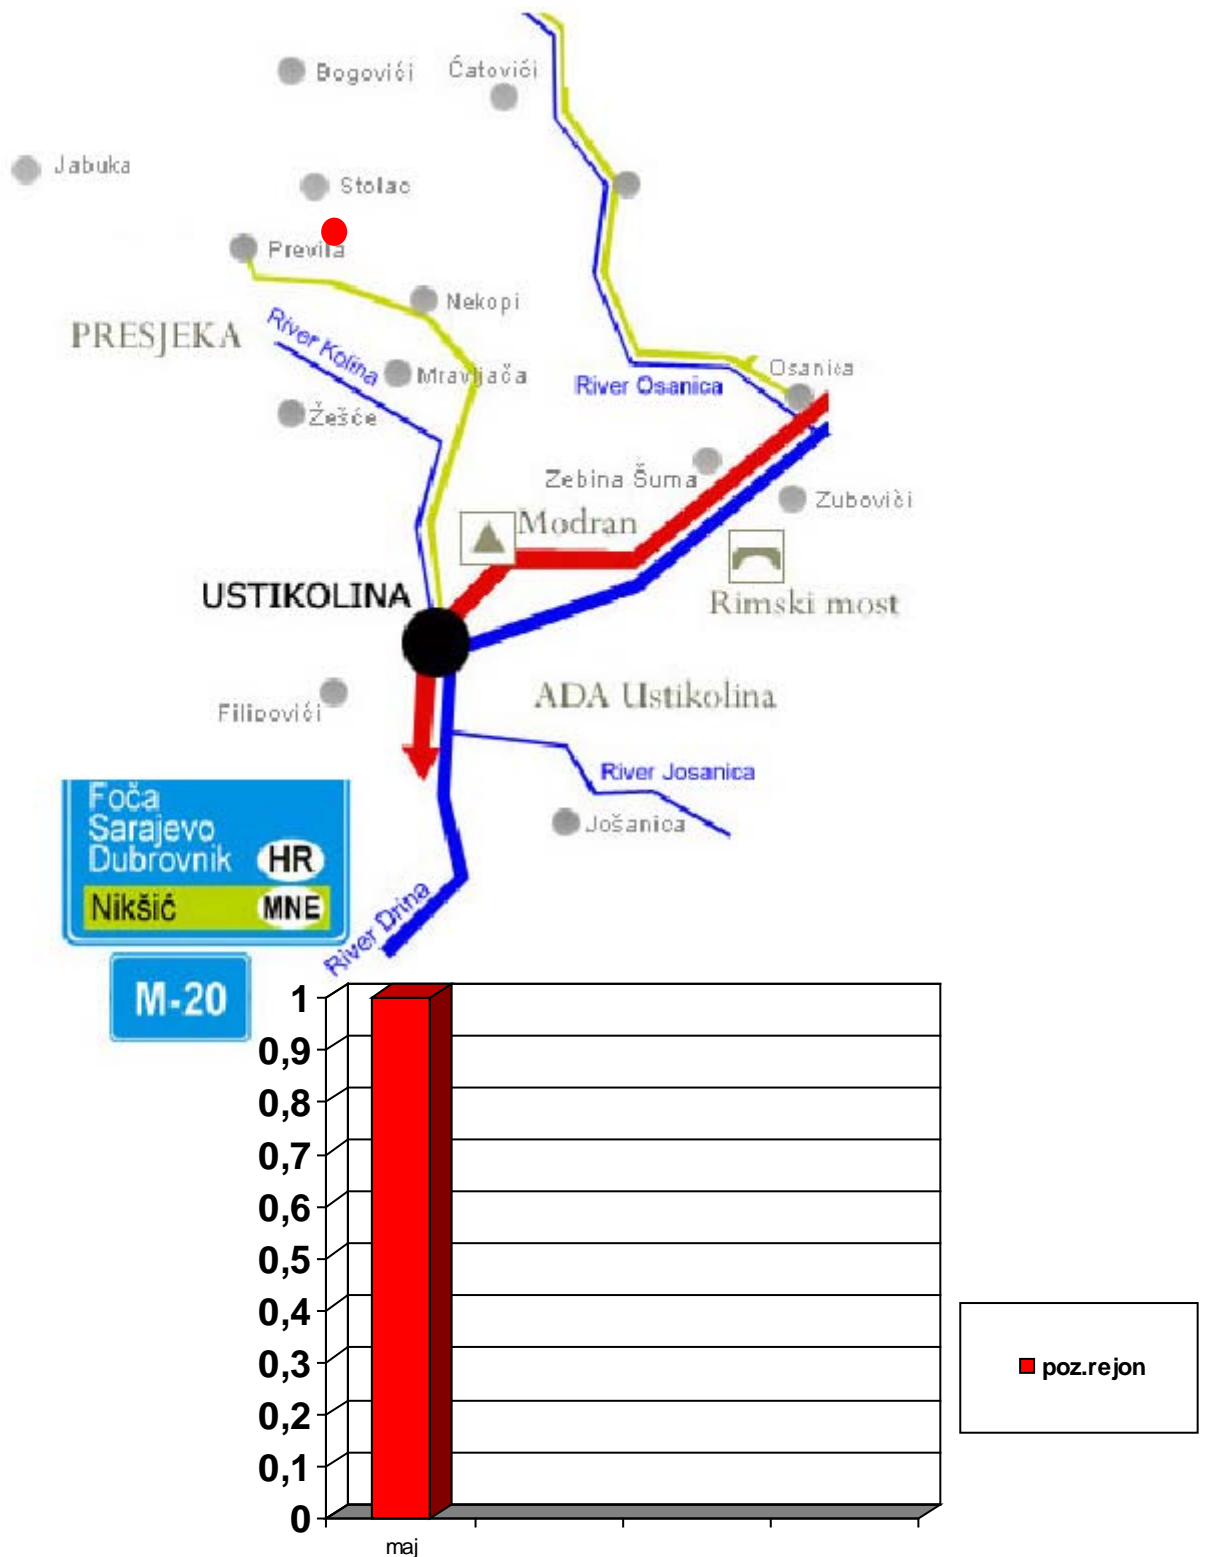 Bogovići
Ćatovići
Jabuka
Stolac
Previla
Nekopi
PRESJEKA
River Kolina
Mravljača
Osanica
River Osanica
Žešće
Zebina Šuma
Zubovići
Modran
USTIKOLINA
Rimski most
ADA Ustikolina
Filipovići
River Josanica
Jošanica
Foča
Sarajevo
Dubrovnik HR
Nikšić MNE
River Drina
M-20
1
0,9
0,8
0,7
0,6
0,5
0,4
0,3
0,2
0,1
0
maj
poz.rejon